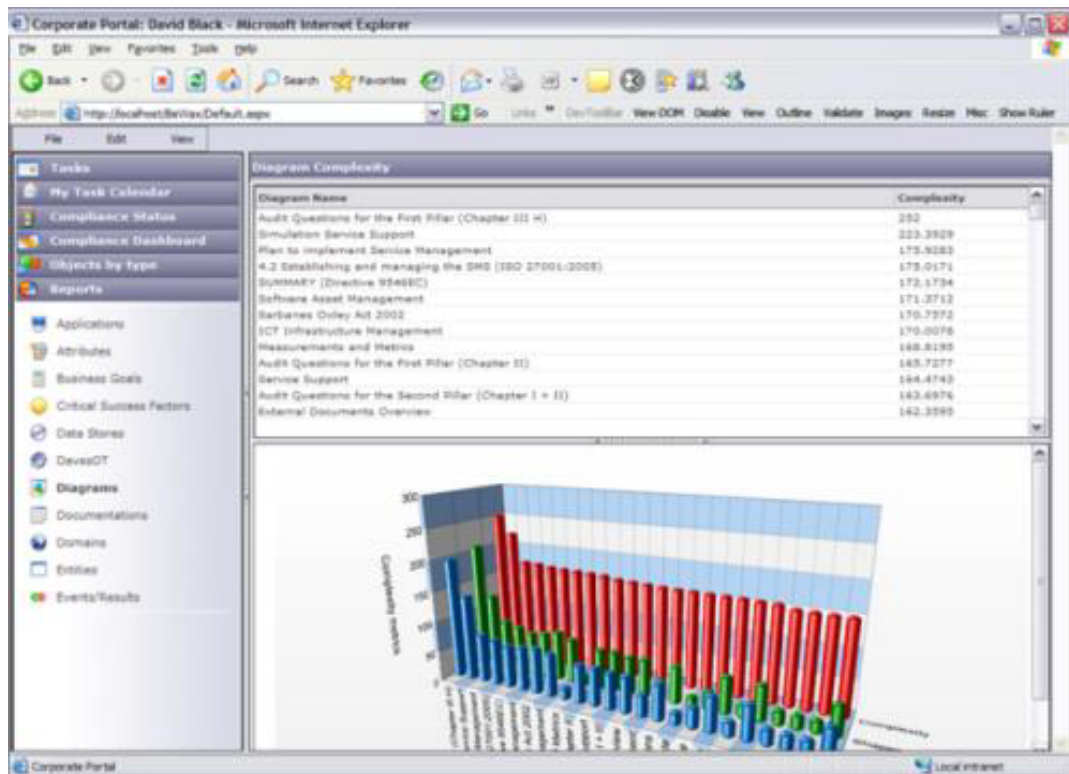 Corporate Portal: David Black - Microsoft Internet Explorer
File Edit View Favorites Tools Help
Back Search Favorites
Address http://localhost/BeVias/Default.aspx Go Links DevToolBar View DOM Disable View Outline Validate Images Resize Misc Show Ruler
File Edit View
Tasks
My Task Calendar
Compliance Status
Compliance Dashboard
Objects by type
Reports
Applications
Attributes
Business Goals
Critical Success Factors
Data Stores
Diagrams
Documentations
Domains
Entities
Events/Results
Diagram Complexity
Diagram Name Complexity
Audit Questions for the First Pillar (Chapter III H) 252
Simulation Service Support 223.3929
Plan to implement Service Management 175.9283
4.2 Establishing and managing the SMS (ISO 27001:2005) 175.0171
SUMMARY (Directive 9546EC) 172.1734
Software Asset Management 171.3712
Sarbanes Oxley Act 2002 170.7572
ICT Infrastructure Management 170.0078
Measurements and Metrics 168.8195
Audit Questions for the First Pillar (Chapter II) 165.7277
Service Support 164.4743
Audit Questions for the Second Pillar (Chapter I + II) 163.6976
External Documents Overview 162.3595
300
250
200
150
100
50
0
Complexity metrics
Complexity
Corporate Portal Local intranet